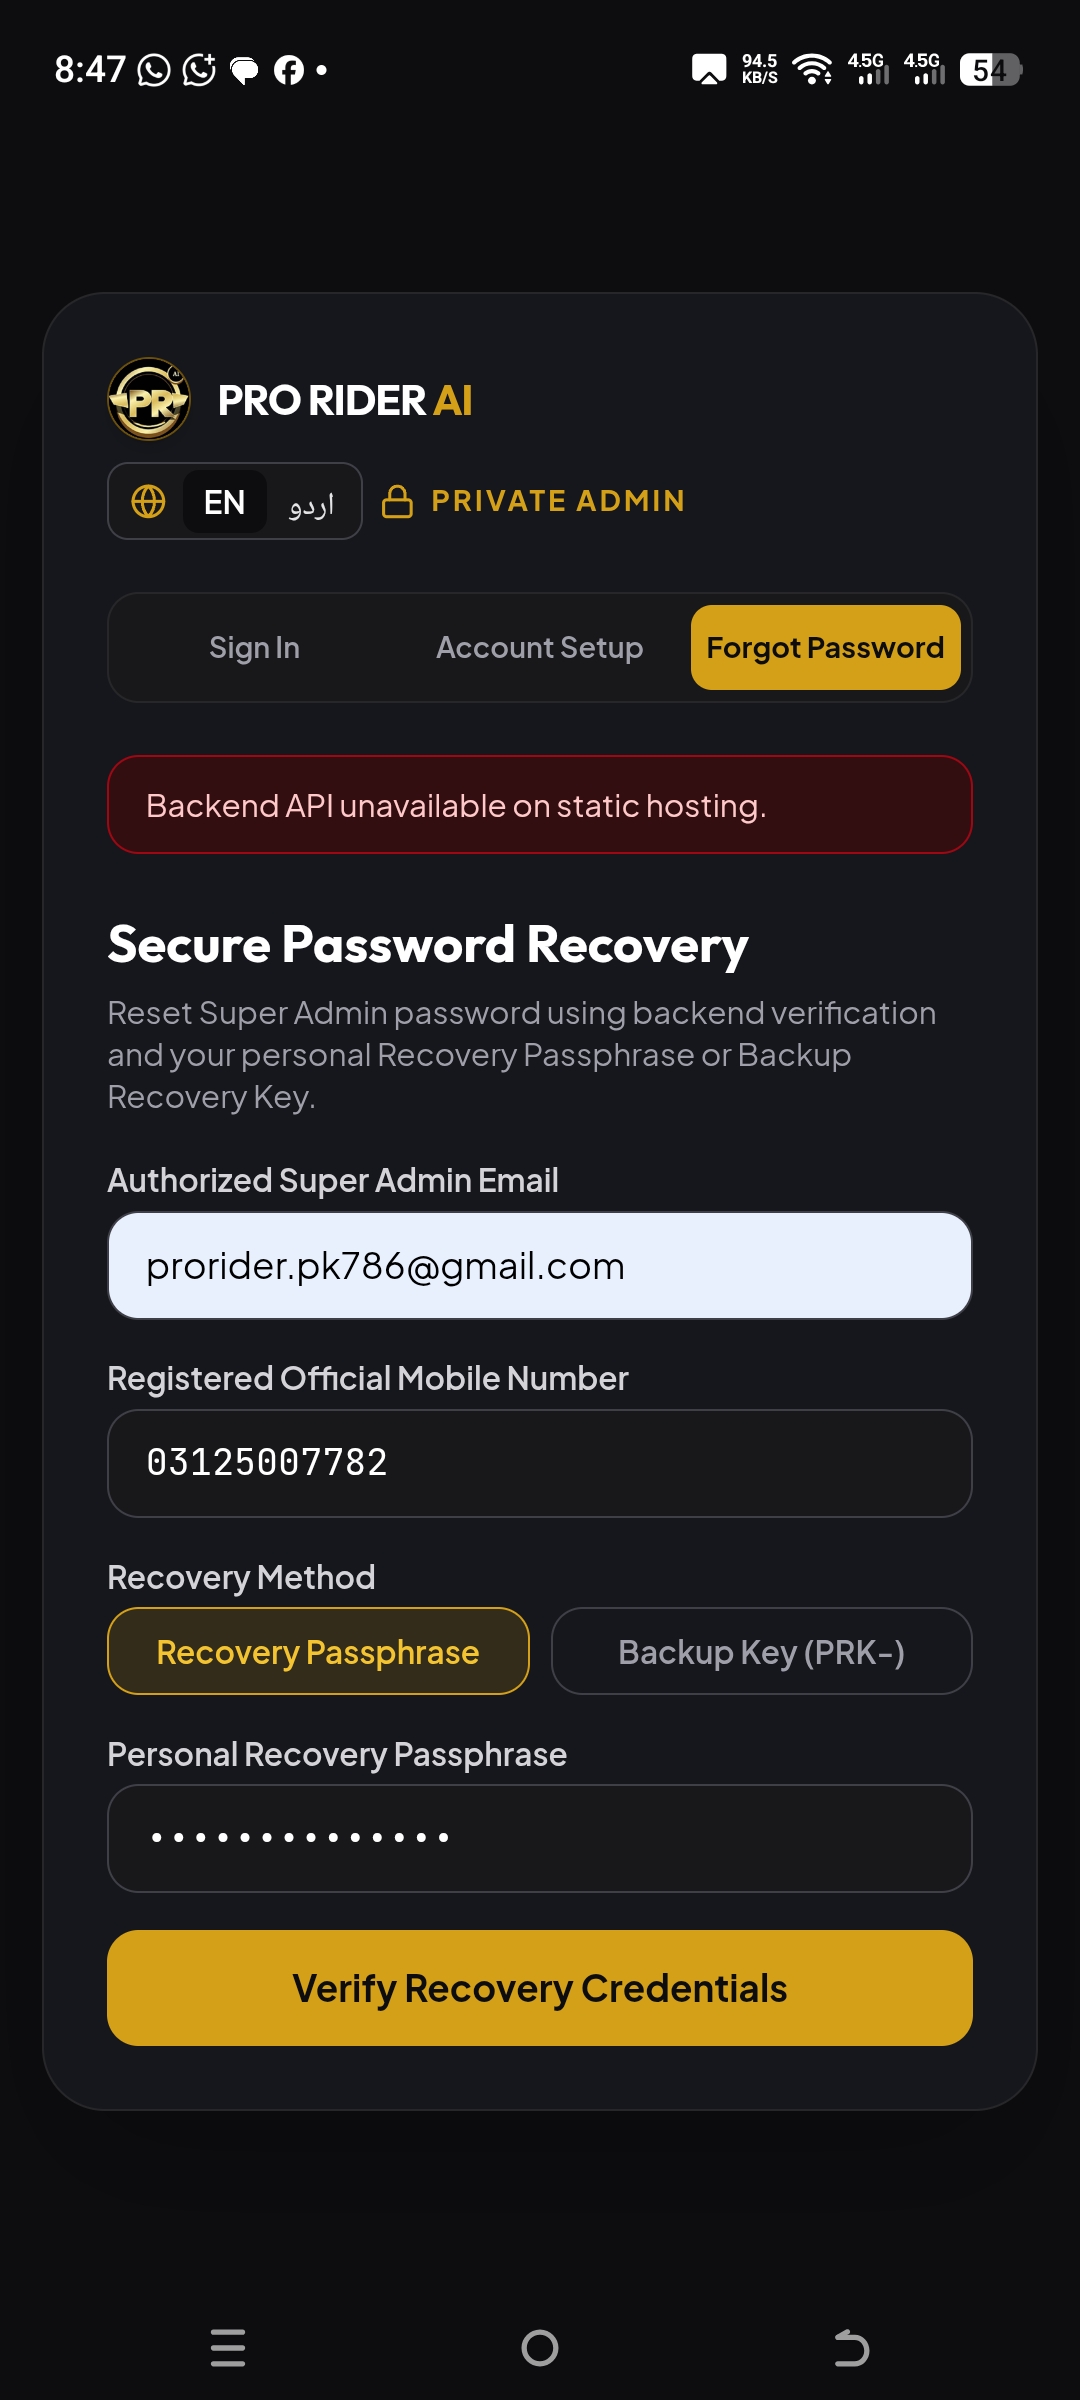 8:47
94.5 KB/S
4.5G
4.5G
54
PR
AI
PRO RIDER AI
EN
اردو
PRIVATE ADMIN
Sign In
Account Setup
Forgot Password
Backend API unavailable on static hosting.
Secure Password Recovery
Reset Super Admin password using backend verification
and your personal Recovery Passphrase or Backup
Recovery Key.
Authorized Super Admin Email
prorider.pk786@gmail.com
Registered Official Mobile Number
03125007782
Recovery Method
Recovery Passphrase
Backup Key (PRK-)
Personal Recovery Passphrase
••••••••••••••
Verify Recovery Credentials